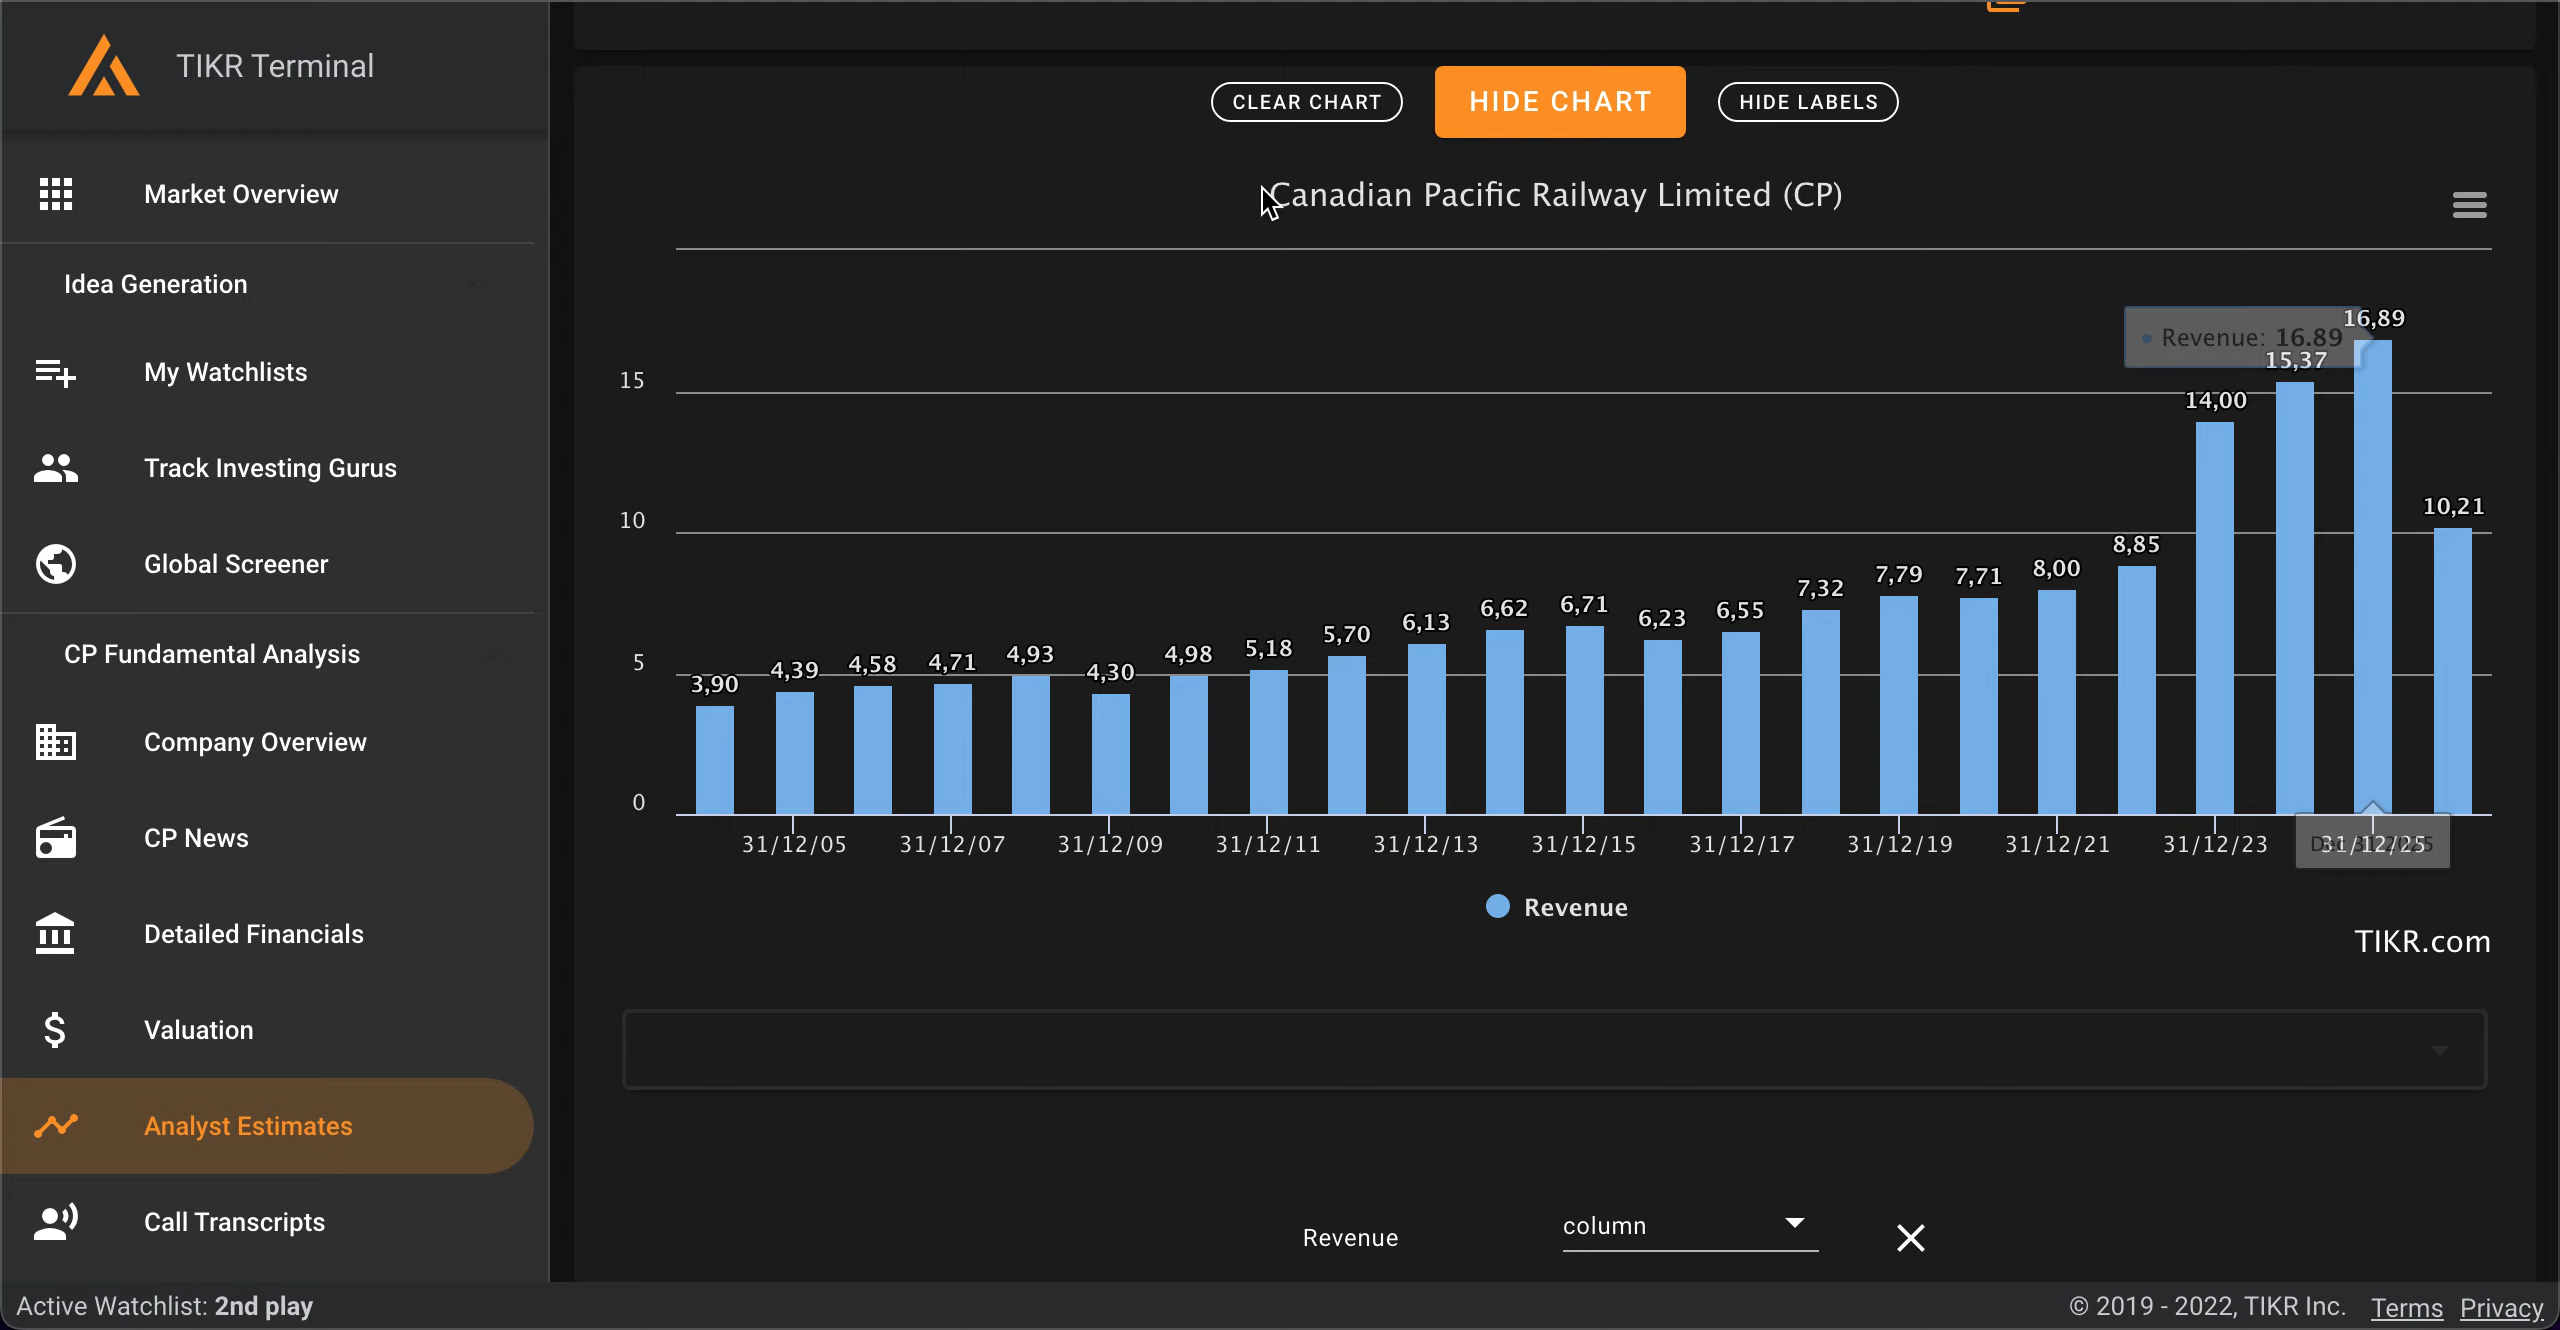 TIKR Terminal
Market Overview
Idea Generation
My Watchlists
Track Investing Gurus
Global Screener
CP Fundamental Analysis
Company Overview
CP News
Detailed Financials
Valuation
Analyst Estimates
Call Transcripts
CLEAR CHART HIDE CHART HIDE LABELS
Canadian Pacific Railway Limited (CP)
Revenue: 16.89
16,89
15,37
15
14,00
10,21
10
8,85
3,90 4,39 4,58 4,71 4,93 4,30 4,98 5,18 5,70 6,13 6,62 6,71 6,23 6,55 7,32 7,79 7,71 8,00
5
0
31/12/05 31/12/07 31/12/09 31/12/11 31/12/13 31/12/15 31/12/17 31/12/19 31/12/21 31/12/23 31/12/25
Revenue
TIKR.com
Revenue column
Active Watchlist: 2nd play
© 2019 - 2022, TIKR Inc. Terms Privacy